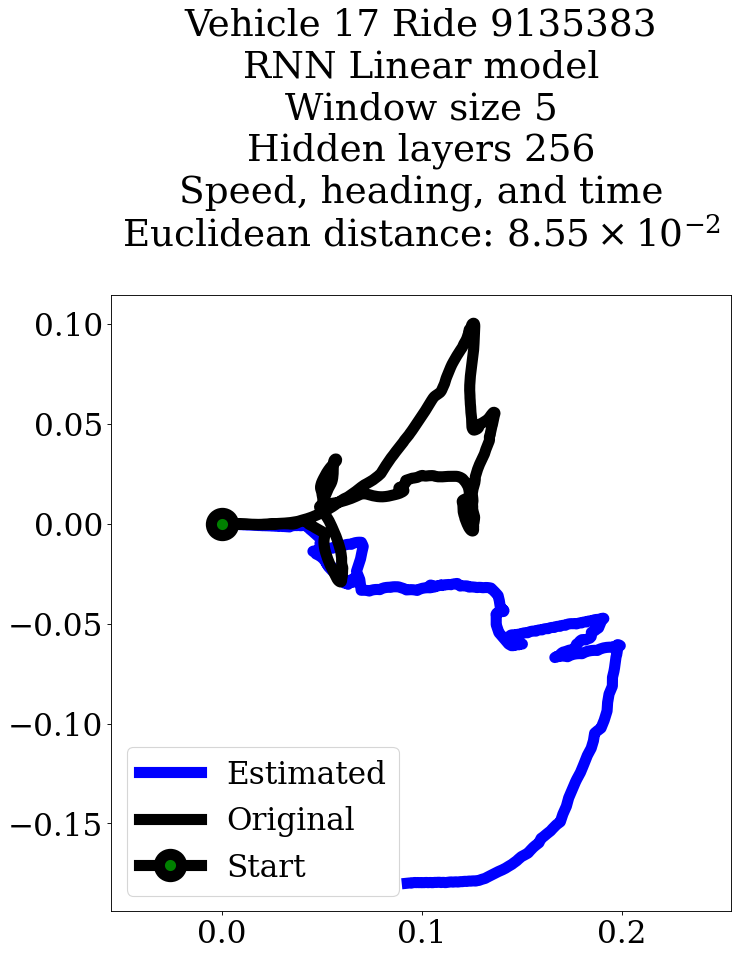 Vehicle 17 Ride 9135383
RNN Linear model
Window size 5
Hidden layers 256
Speed, heading, and time
Euclidean distance: 8.55 × 10⁻²
0.10
0.05
0.00
−0.05
−0.10
−0.15
Estimated
Original
Start
0.0 0.1 0.2